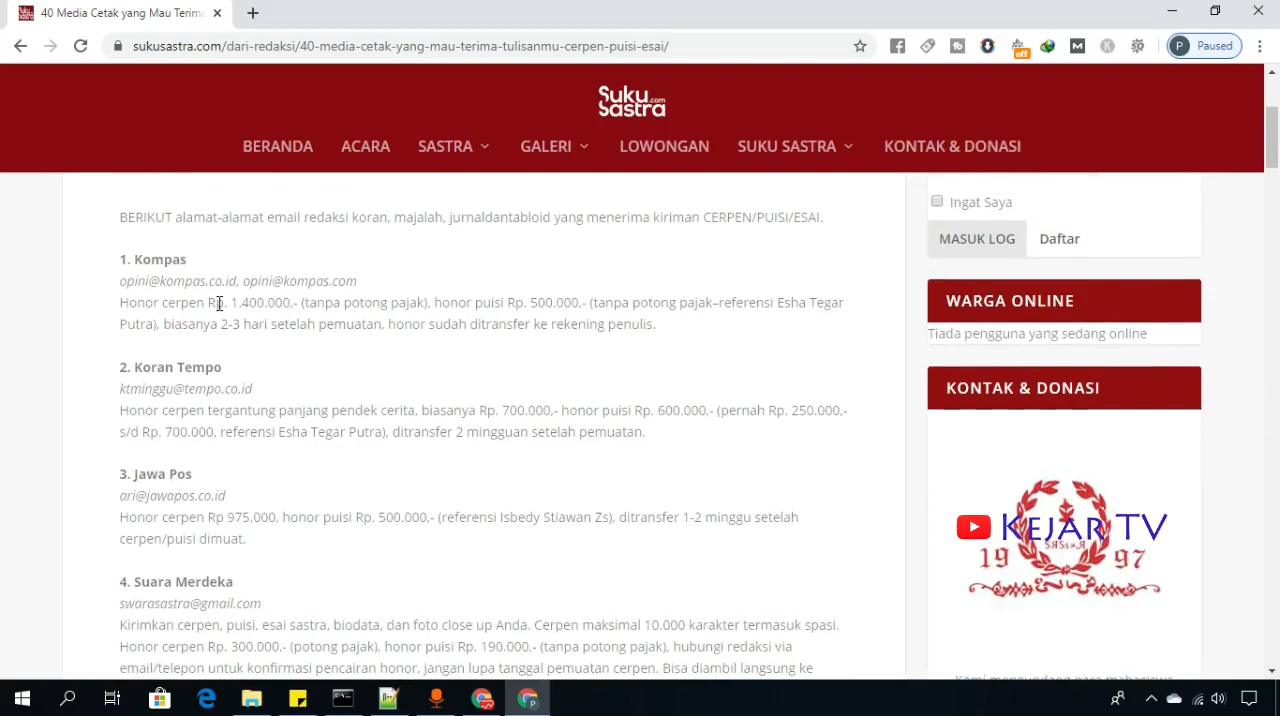 40 Media Cetak yang Mau Terima
sukusastra.com/dari-redaksi/40-media-cetak-yang-mau-terima-tulisanmu-cerpen-puisi-esai/
off
P Paused
Suku.com
Sastra
BERANDA ACARA SASTRA GALERI LOWONGAN SUKU SASTRA KONTAK & DONASI
BERIKUT alamat-alamat email redaksi koran, majalah, jurnaldantabloid yang menerima kiriman CERPEN/PUISI/ESAI.
1. Kompas
opini@kompas.co.id, opini@kompas.com
Honor cerpen Rp. 1.400.000,- (tanpa potong pajak), honor puisi Rp. 500.000,- (tanpa potong pajak–referensi Esha Tegar
Putra), biasanya 2-3 hari setelah pemuatan, honor sudah ditransfer ke rekening penulis.
2. Koran Tempo
ktminggu@tempo.co.id
Honor cerpen tergantung panjang pendek cerita, biasanya Rp. 700.000,- honor puisi Rp. 600.000,- (pernah Rp. 250.000,-
s/d Rp. 700.000, referensi Esha Tegar Putra), ditransfer 2 mingguan setelah pemuatan.
3. Jawa Pos
ari@jawapos.co.id
Honor cerpen Rp 975.000, honor puisi Rp. 500.000,- (referensi Isbedy Stiawan Zs), ditransfer 1-2 minggu setelah
cerpen/puisi dimuat.
4. Suara Merdeka
swarasastra@gmail.com
Kirimkan cerpen, puisi, esai sastra, biodata, dan foto close up Anda. Cerpen maksimal 10.000 karakter termasuk spasi.
Honor cerpen Rp. 300.000,- (potong pajak), honor puisi Rp. 190.000,- (tanpa potong pajak), hubungi redaksi via
email/telepon untuk konfirmasi pencairan honor, jangan lupa tanggal pemuatan cerpen. Bisa diambil langsung ke
Ingat Saya
MASUK LOG Daftar
WARGA ONLINE
Tiada pengguna yang sedang online
KONTAK & DONASI
KEJAR TV
19 97
Kami mengundang para mahasiswa